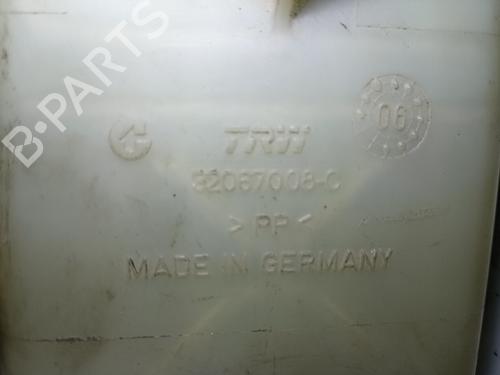 B-PARTS
06
TRW
32067008-C
> PP <
MADE IN GERMANY